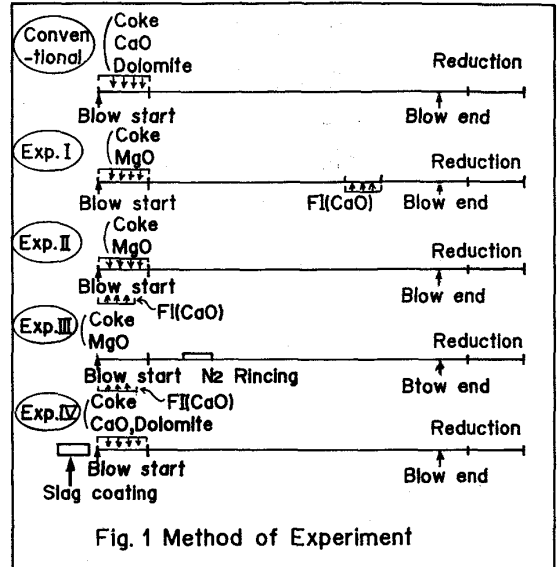 Conven
-tional
Coke
CaO
Dolomite
Reduction
Blow start
Blow end
Exp. I
Coke
MgO
Reduction
Blow start
FI(CaO)
Blow end
Exp. II
Coke
MgO
Reduction
Blow start
FI(CaO)
Blow end
Exp. III
Coke
MgO
Reduction
Blow start
N2 Rincing
FI(CaO)
Btow end
Exp. IV
Coke
CaO, Dolomite
Reduction
Blow start
Slag coating
Blow end
Fig. 1 Method of Experiment